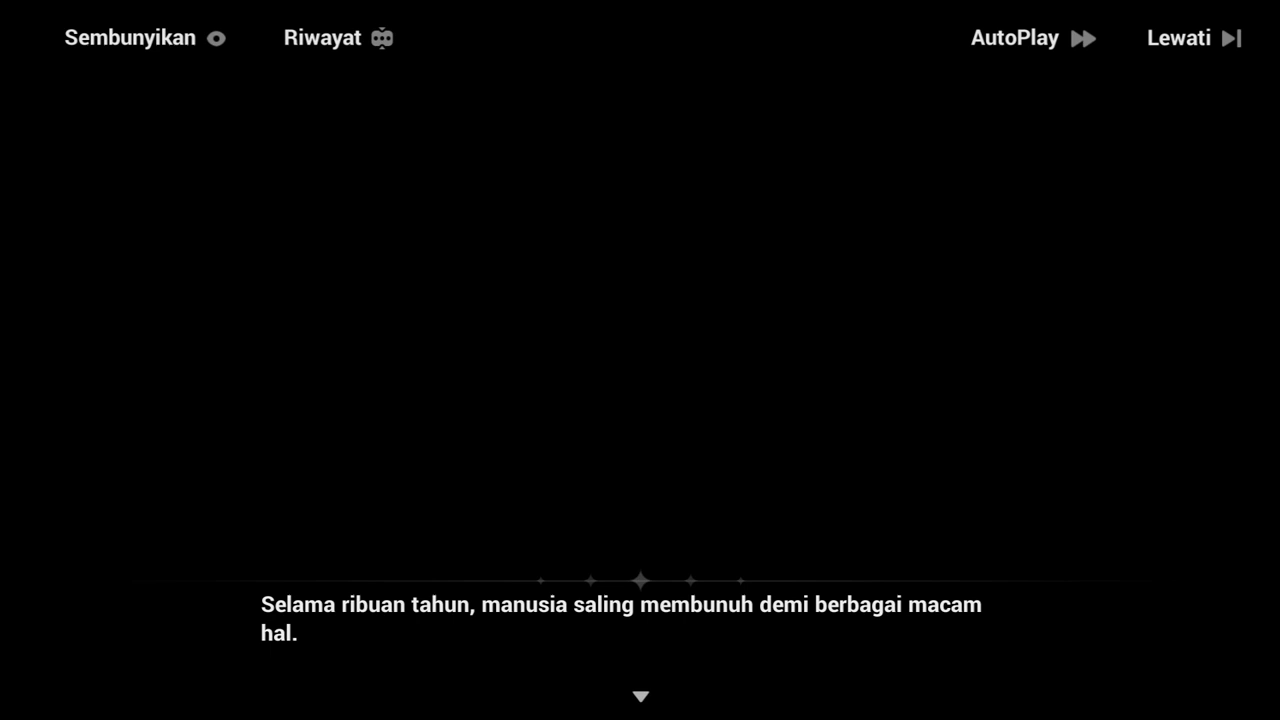 Sembunyikan Riwayat AutoPlay Lewati
Selama ribuan tahun, manusia saling membunuh demi berbagai macam
hal.